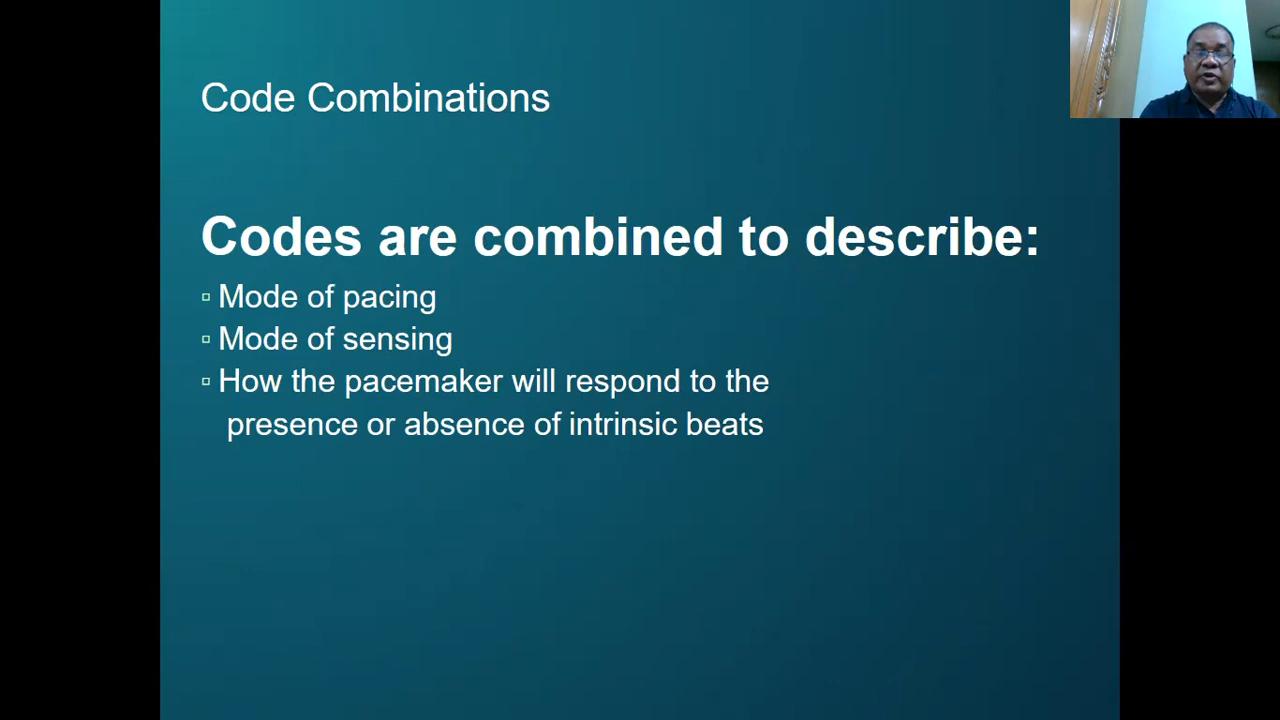 Code Combinations
Codes are combined to describe:
Mode of pacing
Mode of sensing
How the pacemaker will respond to the
presence or absence of intrinsic beats